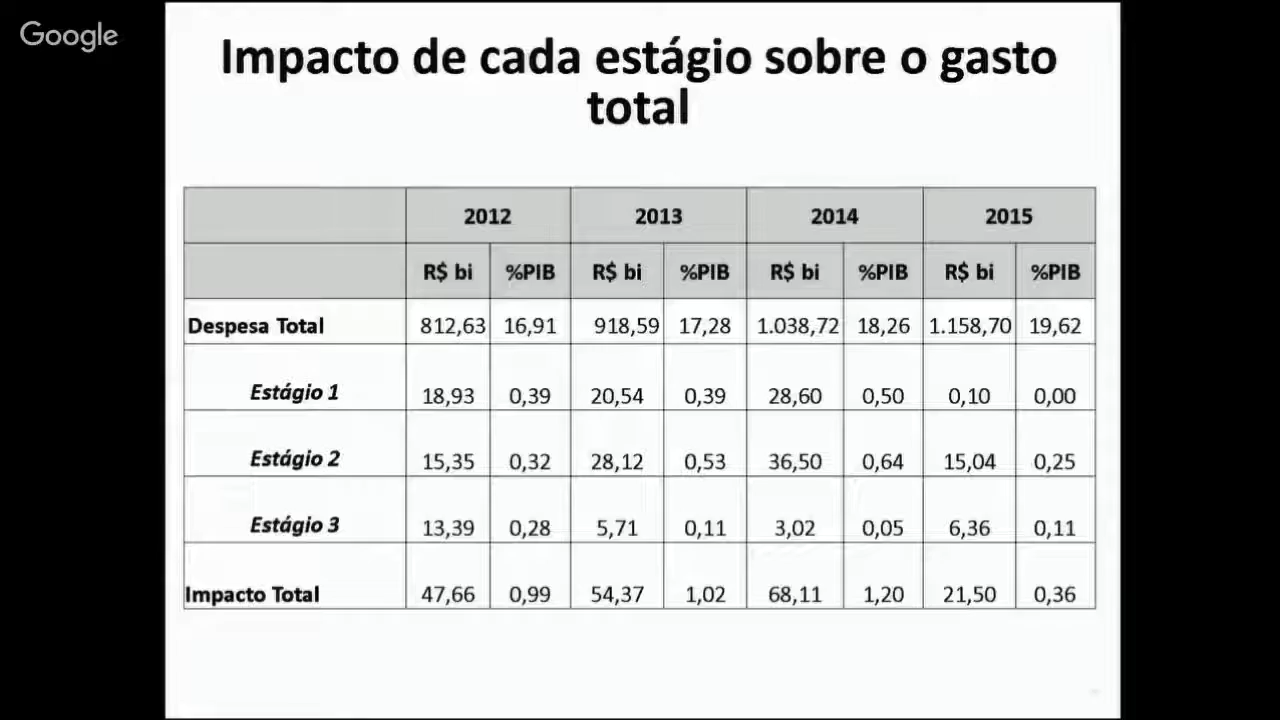 Google
Impacto de cada estágio sobre o gasto
total
2012 2013 2014 2015
R$ bi %PIB R$ bi %PIB R$ bi %PIB R$ bi %PIB
Despesa Total 812,63 16,91 918,59 17,28 1.038,72 18,26 1.158,70 19,62
Estágio 1 18,93 0,39 20,54 0,39 28,60 0,50 0,10 0,00
Estágio 2 15,35 0,32 28,12 0,53 36,50 0,64 15,04 0,25
Estágio 3 13,39 0,28 5,71 0,11 3,02 0,05 6,36 0,11
Impacto Total 47,66 0,99 54,37 1,02 68,11 1,20 21,50 0,36